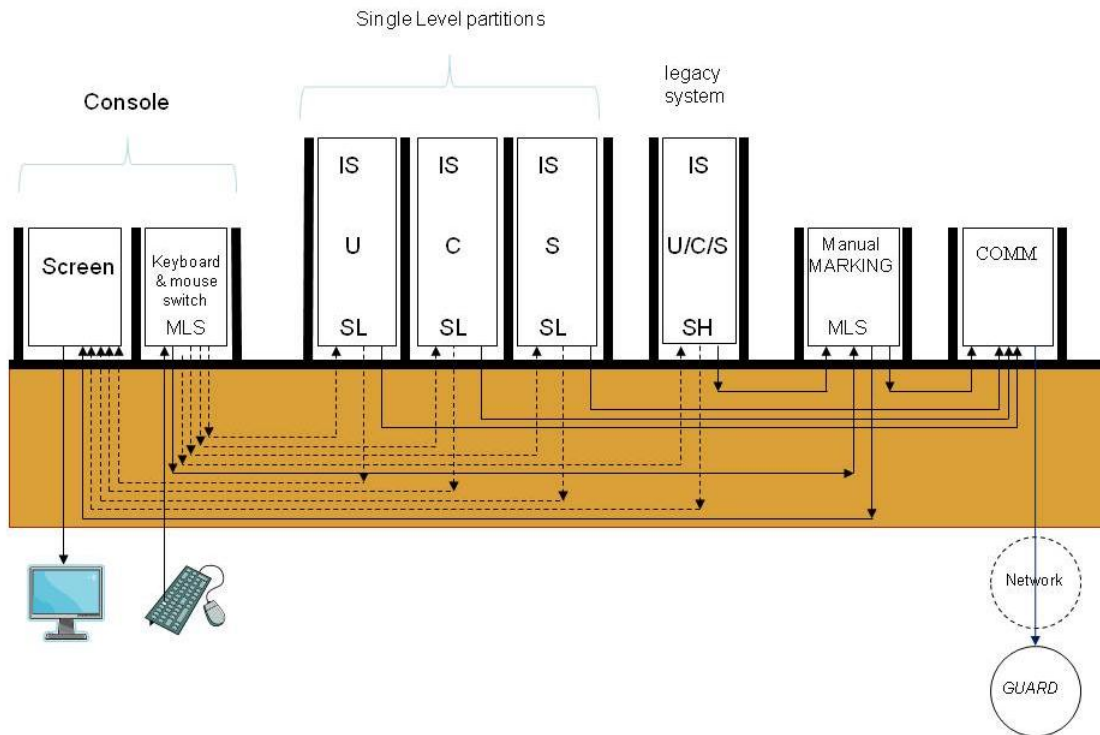 Single Level partitions
legacy
system
Console
IS
IS
IS
IS
U
C
S
U/C/S
SL
SL
SL
SH
Screen
Keyboard
& mouse
switch
MLS
Manual
MARKING
MLS
COMM
Network
GUARD